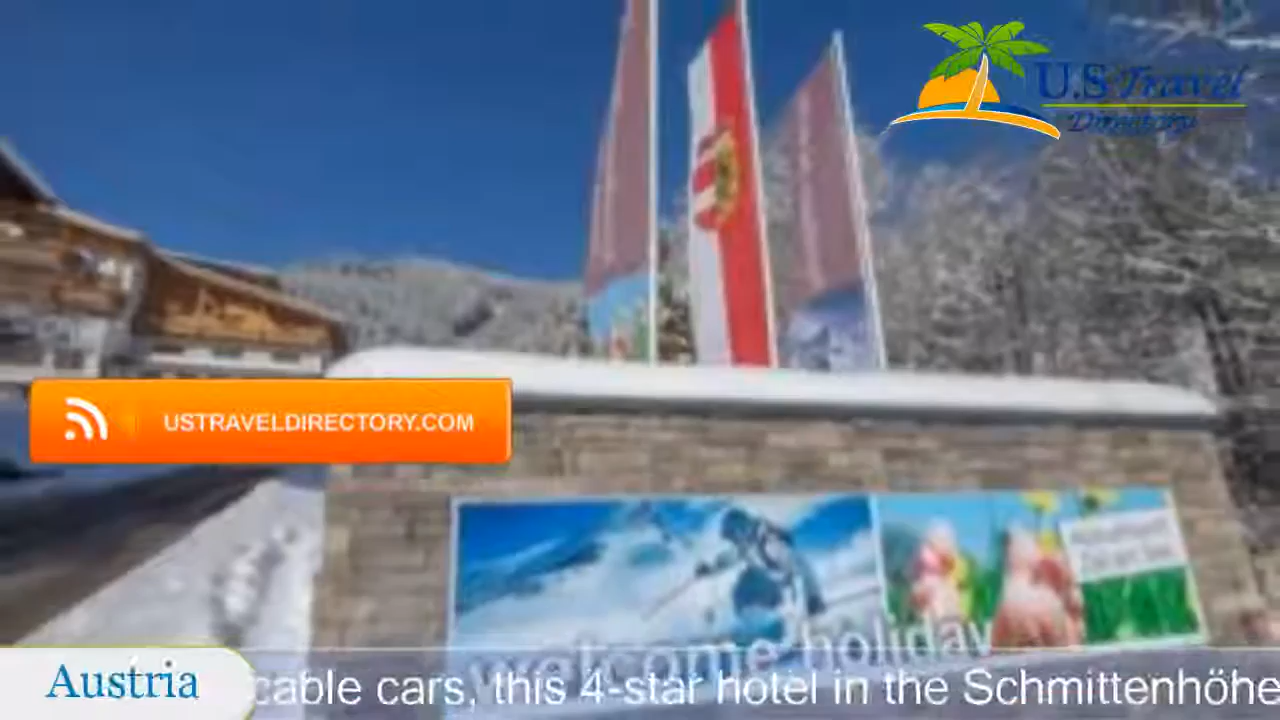 U.S Travel
Directory
USTRAVELDIRECTORY.COM
welcome holiday
Austria
cable cars, this 4-star hotel in the Schmittenhöhe